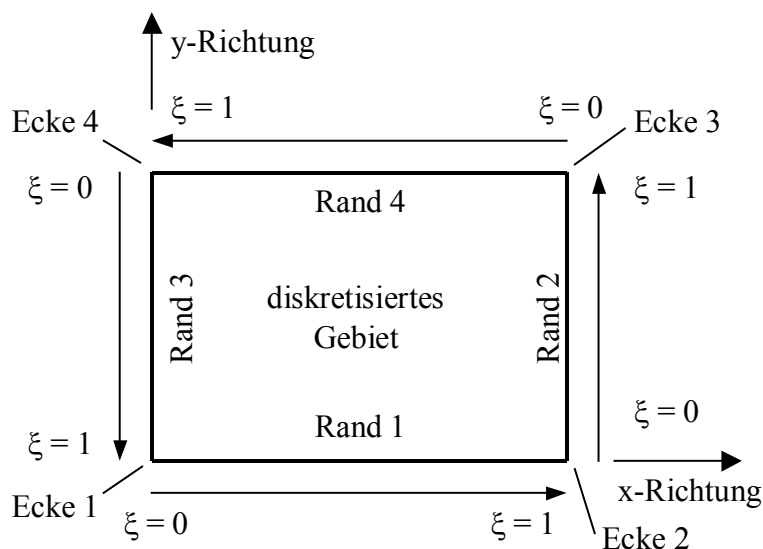 y-Richtung
ξ = 1
ξ = 0
Ecke 4
Ecke 3
ξ = 0
ξ = 1
Rand 4
Rand 3
diskretisiertes
Gebiet
Rand 2
Rand 1
ξ = 0
ξ = 1
x-Richtung
Ecke 1
ξ = 0
ξ = 1
Ecke 2